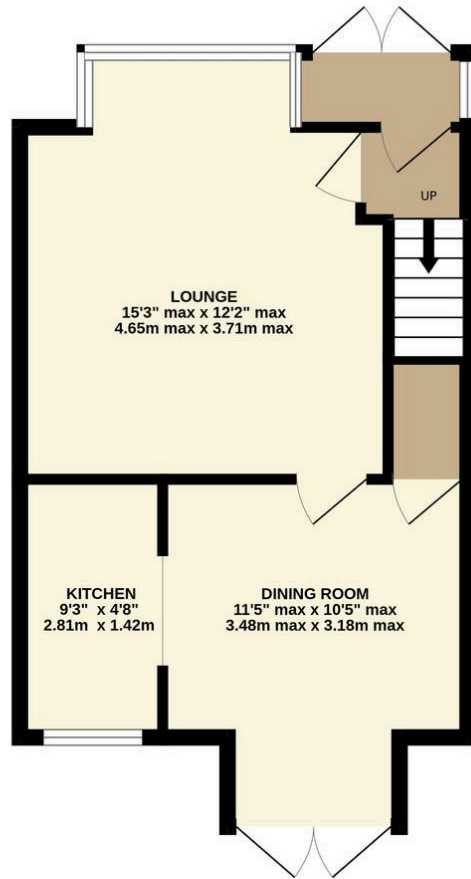 UP
LOUNGE
15'3" max x 12'2" max
4.65m max x 3.71m max
KITCHEN
9'3" x 4'8"
2.81m x 1.42m
DINING ROOM
11'5" max x 10'5" max
3.48m max x 3.18m max